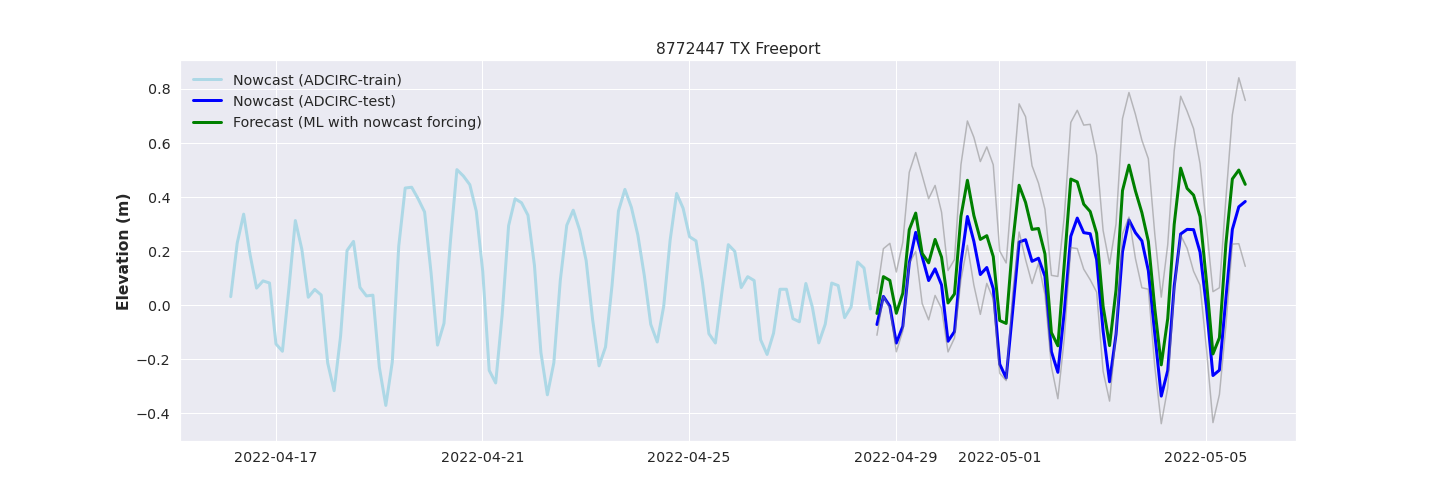 8772447 TX Freeport
Nowcast (ADCIRC-train)
Nowcast (ADCIRC-test)
Forecast (ML with nowcast forcing)
Elevation (m)
0.8
0.6
0.4
0.2
0.0
−0.2
−0.4
2022-04-17 2022-04-21 2022-04-25 2022-04-29 2022-05-01 2022-05-05